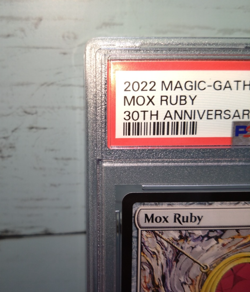 2022 MAGIC-GATH
MOX RUBY
30TH ANNIVERSAR
Mox Ruby